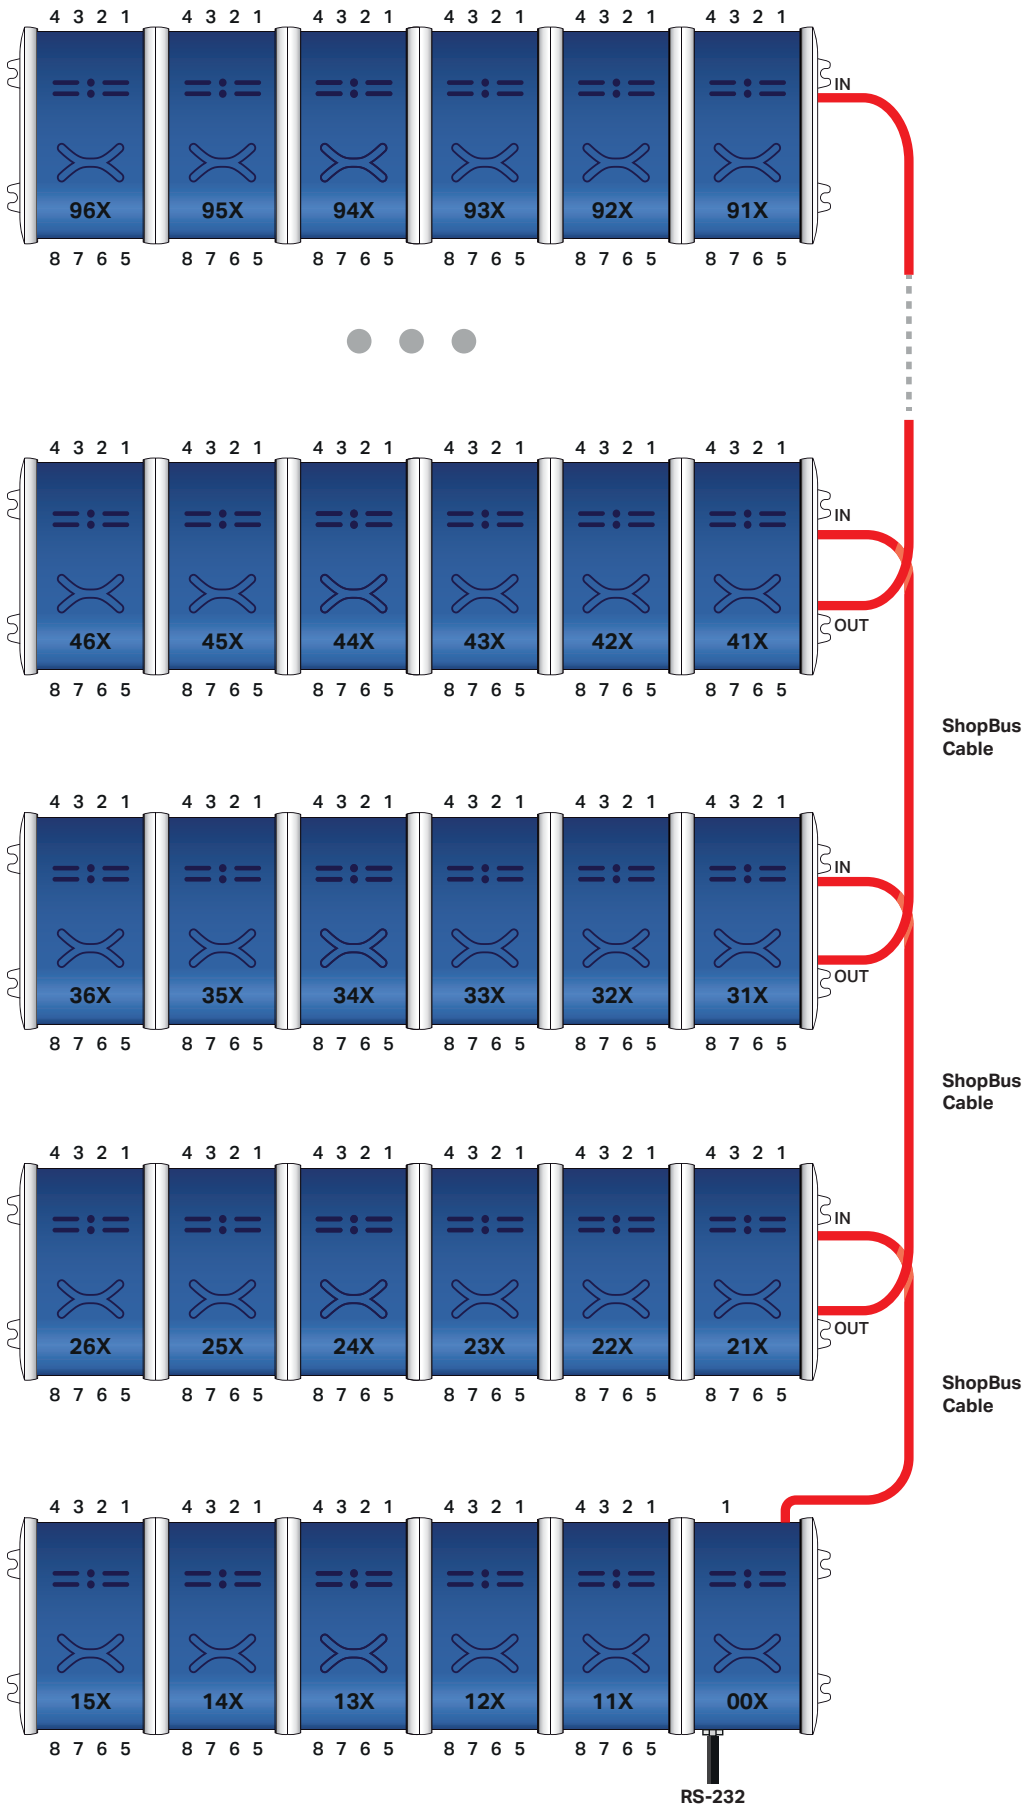 4 3 2 1 4 3 2 1 4 3 2 1 4 3 2 1 4 3 2 1 4 3 2 1
IN
96X 95X 94X 93X 92X 91X
8 7 6 5 8 7 6 5 8 7 6 5 8 7 6 5 8 7 6 5 8 7 6 5
4 3 2 1 4 3 2 1 4 3 2 1 4 3 2 1 4 3 2 1 4 3 2 1
IN
OUT
46X 45X 44X 43X 42X 41X
8 7 6 5 8 7 6 5 8 7 6 5 8 7 6 5 8 7 6 5 8 7 6 5
ShopBus
Cable
4 3 2 1 4 3 2 1 4 3 2 1 4 3 2 1 4 3 2 1 4 3 2 1
IN
OUT
36X 35X 34X 33X 32X 31X
8 7 6 5 8 7 6 5 8 7 6 5 8 7 6 5 8 7 6 5 8 7 6 5
ShopBus
Cable
4 3 2 1 4 3 2 1 4 3 2 1 4 3 2 1 4 3 2 1 4 3 2 1
IN
OUT
26X 25X 24X 23X 22X 21X
8 7 6 5 8 7 6 5 8 7 6 5 8 7 6 5 8 7 6 5 8 7 6 5
ShopBus
Cable
4 3 2 1 4 3 2 1 4 3 2 1 4 3 2 1 4 3 2 1 1
15X 14X 13X 12X 11X 00X
8 7 6 5 8 7 6 5 8 7 6 5 8 7 6 5 8 7 6 5
RS-232